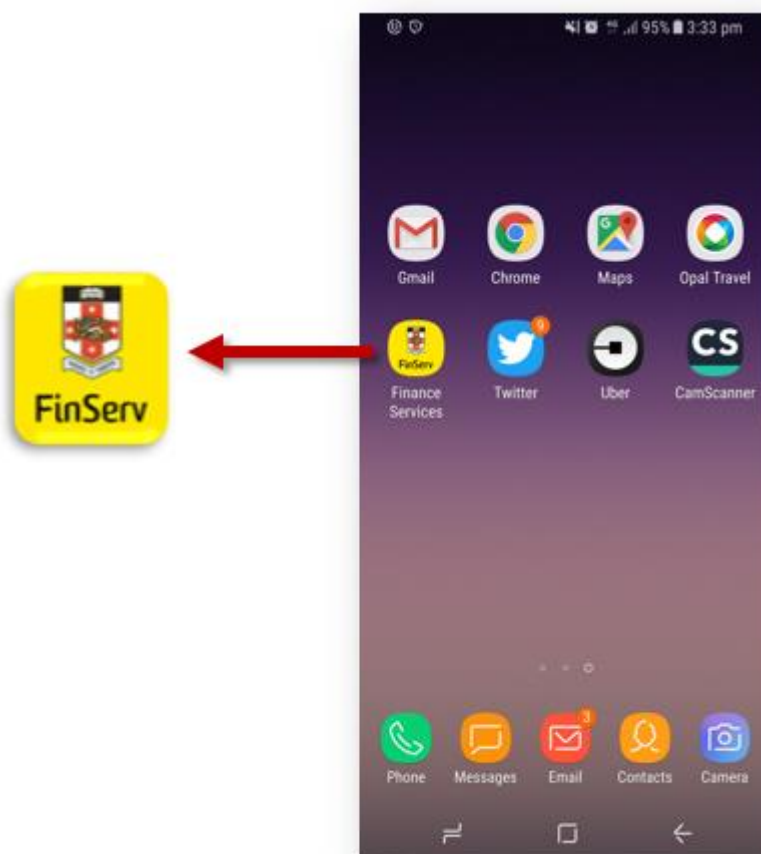 95% 3:33 pm
Gmail
Chrome
Maps
Opal Travel
FinServ
FinServ
Finance
Services
9
Twitter
Uber
CS
CamScanner
Phone
Messages
3
Email
Contacts
Camera